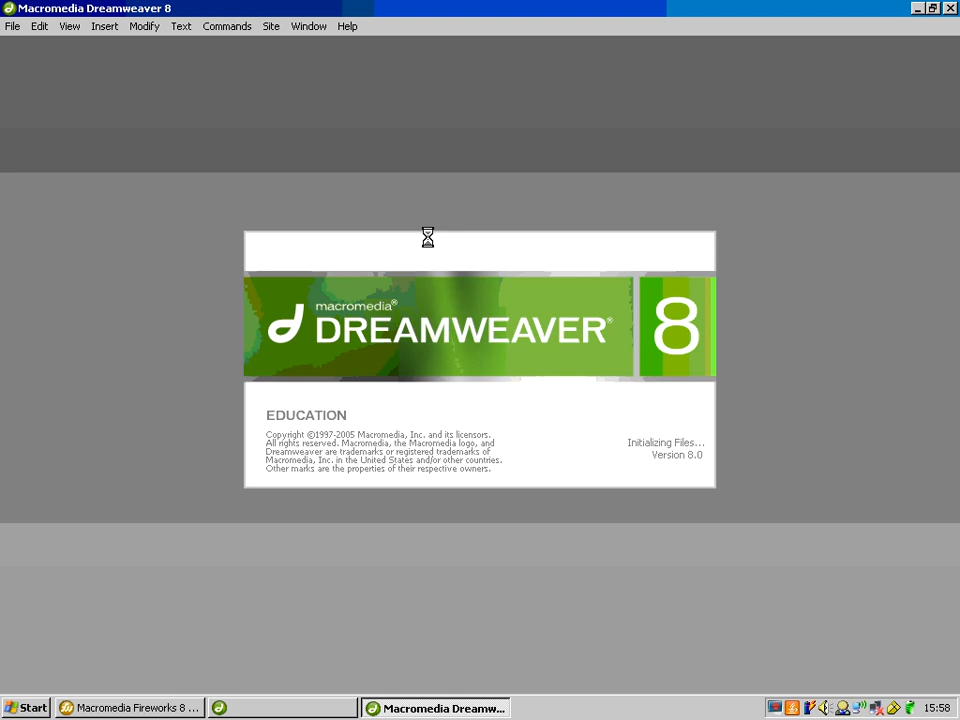 Macromedia Dreamweaver 8
File Edit View Insert Modify Text Commands Site Window Help
macromedia®
DREAMWEAVER® 8
EDUCATION
Copyright ©1997-2005 Macromedia, Inc. and its licensors.
All rights reserved. Macromedia, the Macromedia logo, and
Dreamweaver are trademarks or registered trademarks of
Macromedia, Inc. in the United States and/or other countries.
Other marks are the properties of their respective owners.
Initializing Files...
Version 8.0
Start Macromedia Fireworks 8 ... Macromedia Dreamw... 15:58